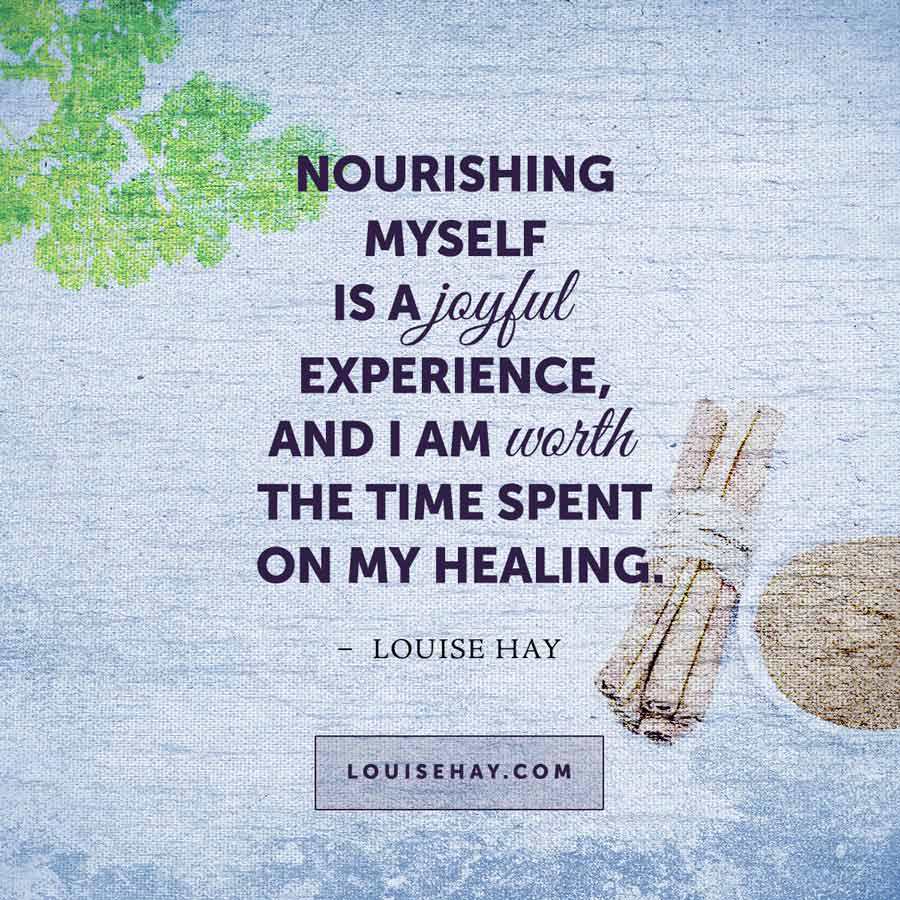 NOURISHING
MYSELF
IS A joyful
EXPERIENCE,
AND I AM worth
THE TIME SPENT
ON MY HEALING.
– LOUISE HAY
LOUISEHAY.COM